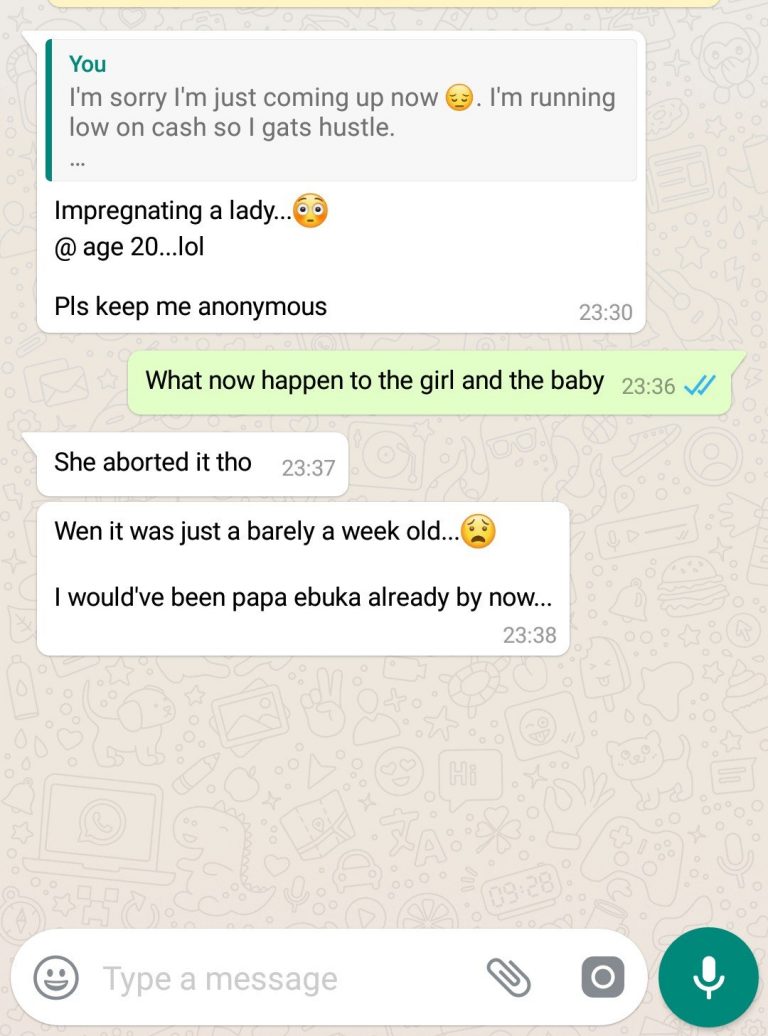 You
I'm sorry I'm just coming up now 😔. I'm running
low on cash so I gats hustle.
...
Impregnating a lady...😳
@ age 20...lol
Pls keep me anonymous
23:30
What now happen to the girl and the baby 23:36
She aborted it tho 23:37
Wen it was just a barely a week old...😧
I would've been papa ebuka already by now...
23:38
Hi
09:28
Type a message